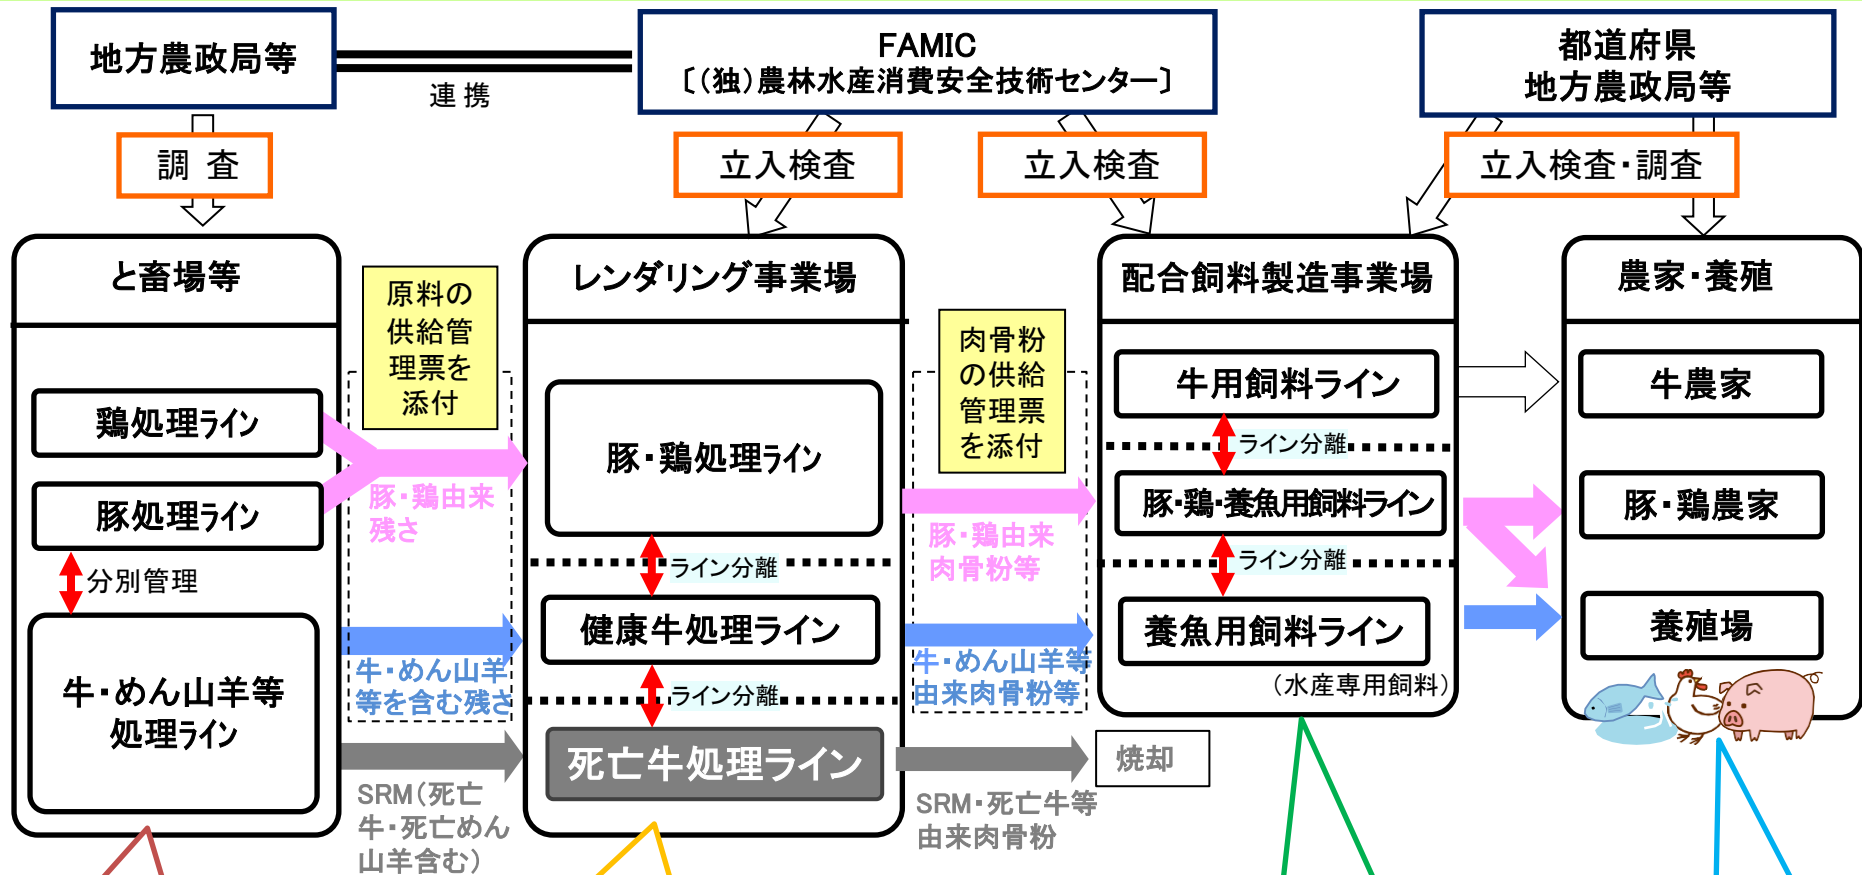 地方農政局等
連 携
FAMIC
〔(独)農林水産消費安全技術センター〕
都道府県
地方農政局等
調 査
立入検査
立入検査
立入検査・調査
と畜場等
鶏処理ライン
豚処理ライン
分別管理
牛・めん山羊等
処理ライン
原料の
供給管
理票を
添付
豚・鶏由来
残さ
牛・めん山羊
等を含む残さ
SRM(死亡
牛・死亡めん
山羊含む)
レンダリング事業場
豚・鶏処理ライン
ライン分離
健康牛処理ライン
ライン分離
死亡牛処理ライン
肉骨粉
の供給
管理票
を添付
豚・鶏由来
肉骨粉等
牛・めん山羊等
由来肉骨粉等
SRM・死亡牛等
由来肉骨粉
焼却
配合飼料製造事業場
牛用飼料ライン
ライン分離
豚・鶏・養魚用飼料ライン
ライン分離
養魚用飼料ライン
(水産専用飼料)
農家・養殖
牛農家
豚・鶏農家
養殖場